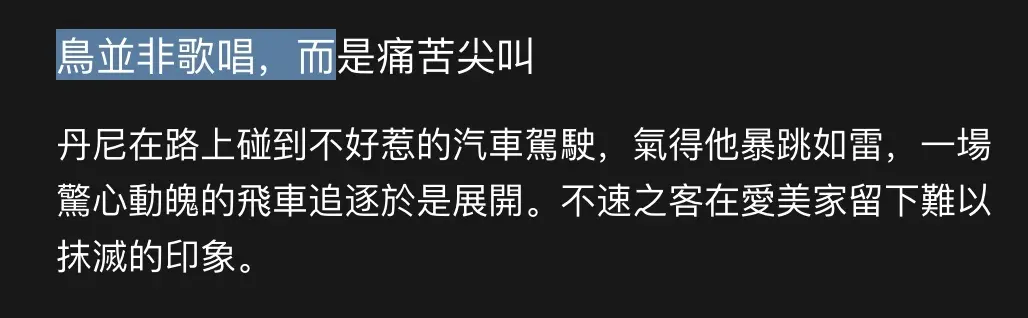 鳥並非歌唱，而是痛苦尖叫
丹尼在路上碰到不好惹的汽車駕駛，氣得他暴跳如雷，一場
驚心動魄的飛車追逐於是展開。不速之客在愛美家留下難以
抹滅的印象。